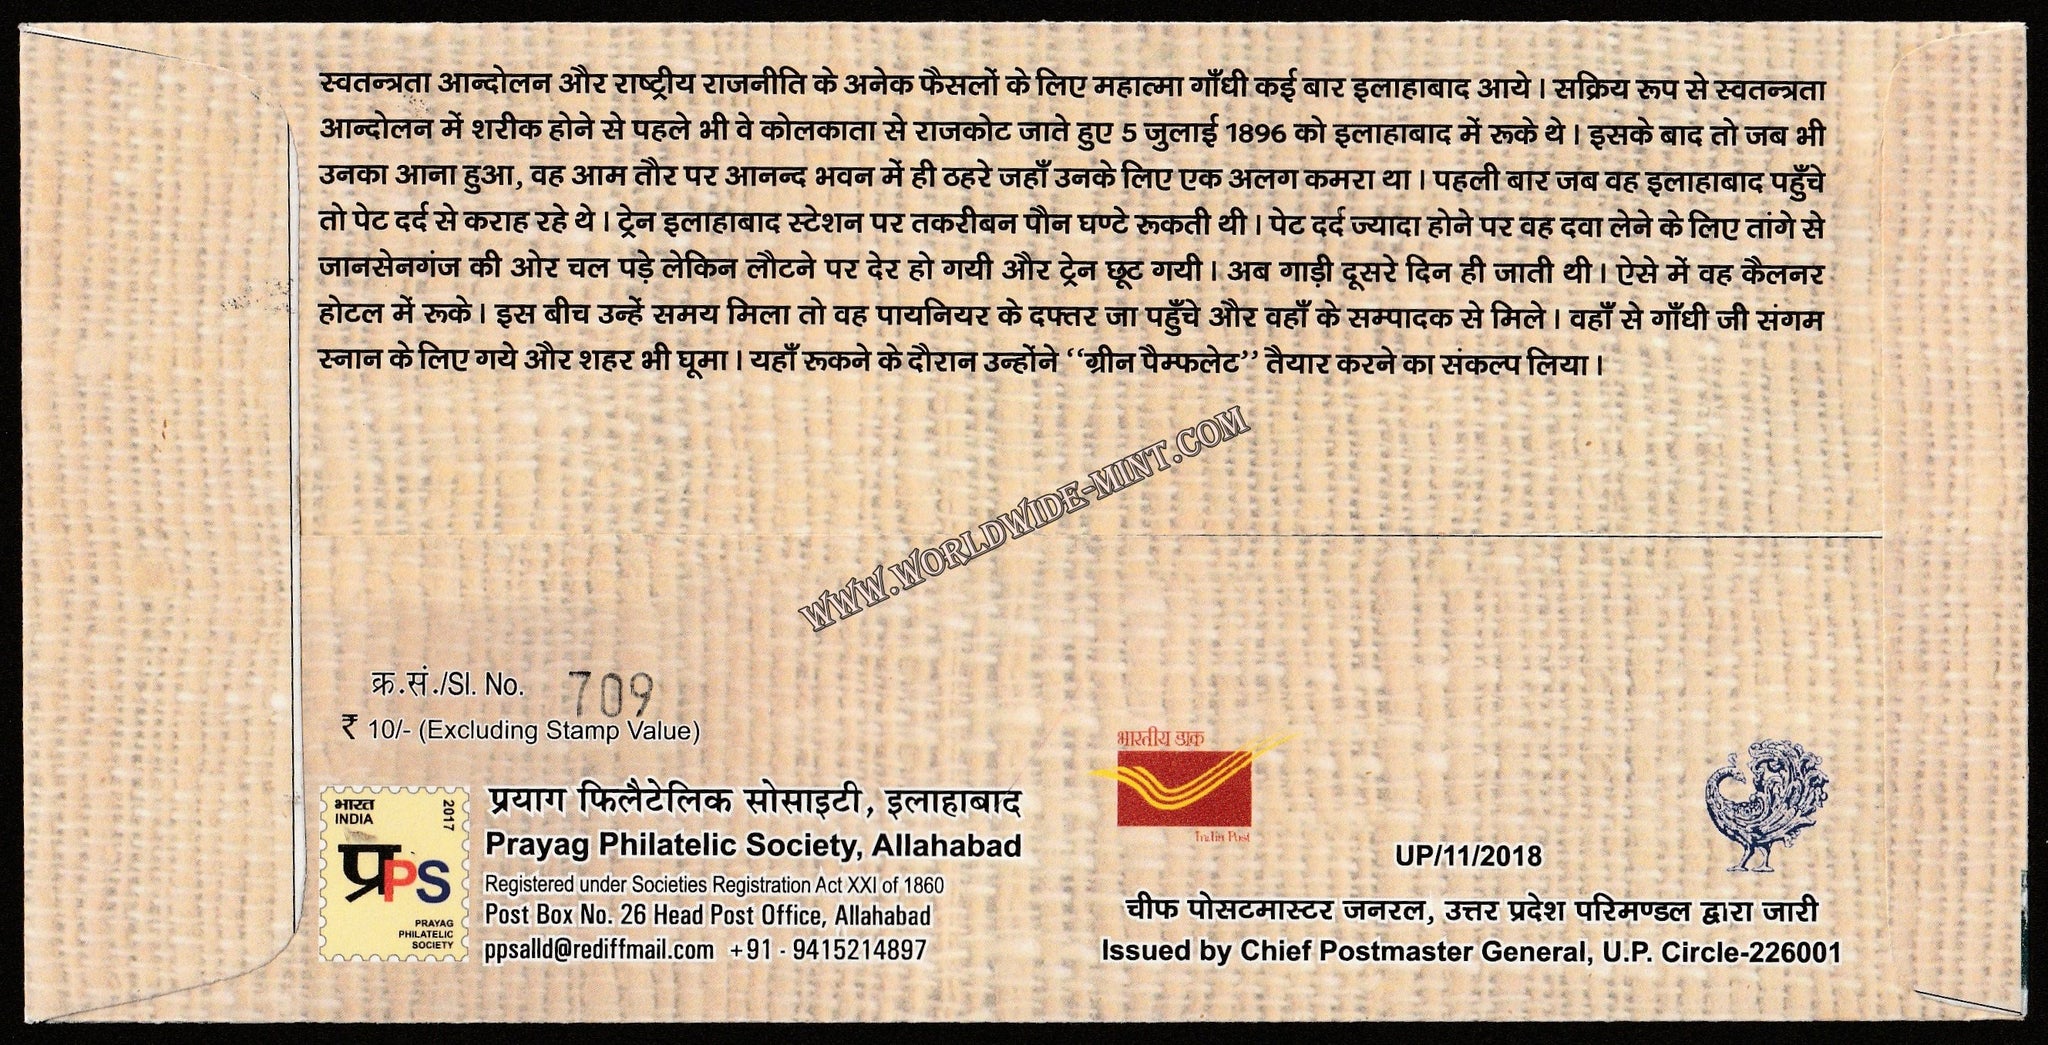 स्वतन्त्रता आन्दोलन और राष्ट्रीय राजनीति के अनेक फैसलों के लिए महात्मा गाँधी कई बार इलाहाबाद आये। सक्रिय रूप से स्वतन्त्रता
आन्दोलन में शरीक होने से पहले भी वे कोलकाता से राजकोट जाते हुए 5 जुलाई 1896 को इलाहाबाद में रूके थे। इसके बाद तो जब भी
उनका आना हुआ, वह आम तौर पर आनन्द भवन में ही ठहरे जहाँ उनके लिए एक अलग कमरा था। पहली बार जब वह इलाहाबाद पहुँचे
तो पेट दर्द से कराह रहे थे। ट्रेन इलाहाबाद स्टेशन पर तकरीबन पौन घण्टे रूकती थी। पेट दर्द ज्यादा होने पर वह दवा लेने के लिए तांगे से
जानसेनगंज की ओर चल पड़े लेकिन लौटने पर देर हो गयी और ट्रेन छूट गयी। अब गाड़ी दूसरे दिन ही जाती थी। ऐसे में वह कैलनर
होटल में रूके। इस बीच उन्हें समय मिला तो वह पायनियर के दफ्तर जा पहुँचे और वहाँ के सम्पादक से मिले। वहाँ से गाँधी जी संगम
स्नान के लिए गये और शहर भी घूमा। यहाँ रूकने के दौरान उन्होंने “ग्रीन पैम्फलेट” तैयार करने का संकल्प लिया।
WWW.WORLDWIDE-MINT.COM
क्र.सं./Sl. No. 709
₹ 10/- (Excluding Stamp Value)
भारत
INDIA
2017
प्रPS
PRAYAG
PHILATELIC
SOCIETY
प्रयाग फिलैटेलिक सोसाइटी, इलाहाबाद
Prayag Philatelic Society, Allahabad
Registered under Societies Registration Act XXI of 1860
Post Box No. 26 Head Post Office, Allahabad
ppsalld@rediffmail.com +91 - 9415214897
भारतीय डाक
India Post
UP/11/2018
चीफ पोसटमास्टर जनरल, उत्तर प्रदेश परिमण्डल द्वारा जारी
Issued by Chief Postmaster General, U.P. Circle-226001